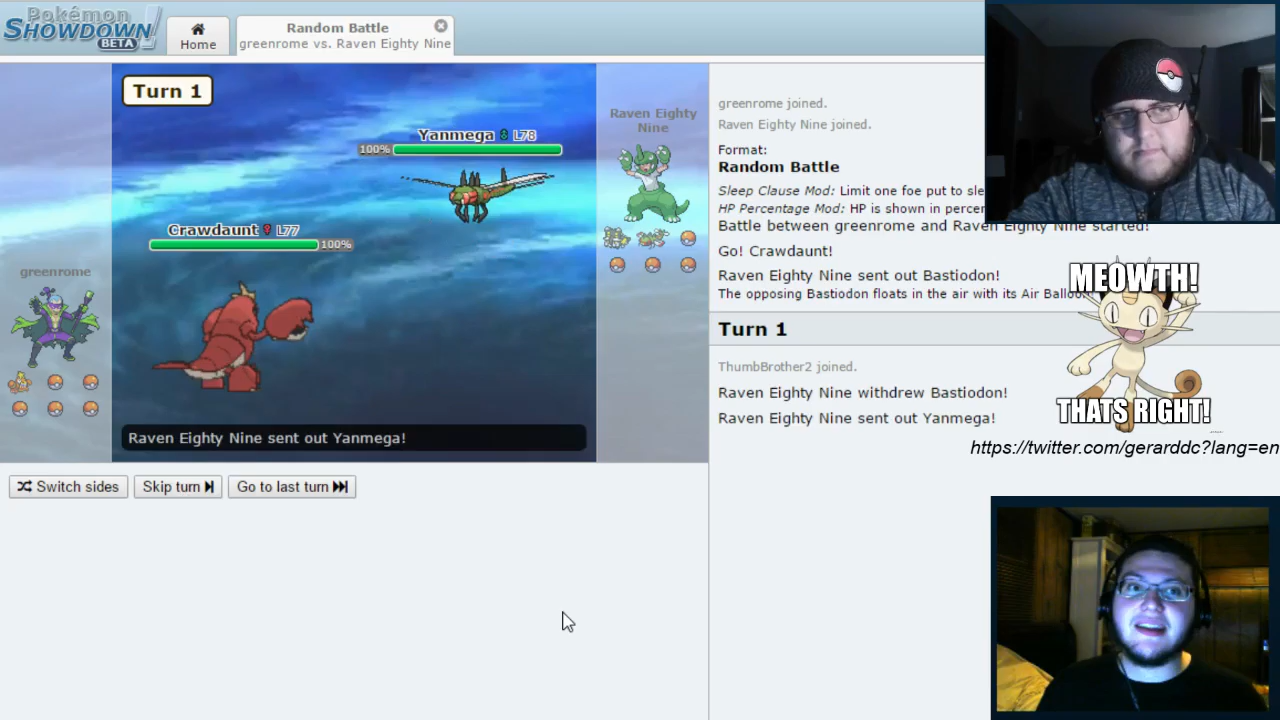 Pokémon
SHOWDOWN!
BETA
Home
Random Battle
greenrome vs. Raven Eighty Nine
Turn 1
Yanmega L78
100%
Crawdaunt L77
100%
greenrome
Raven Eighty
Nine
Raven Eighty Nine sent out Yanmega!
Switch sides
Skip turn
Go to last turn
greenrome joined.
Raven Eighty Nine joined.
Format:
Random Battle
Sleep Clause Mod: Limit one foe put to sle
HP Percentage Mod: HP is shown in percen
Battle between greenrome and Raven Eighty Nine started!
Go! Crawdaunt!
Raven Eighty Nine sent out Bastiodon!
The opposing Bastiodon floats in the air with its Air Balloo
Turn 1
ThumbBrother2 joined.
Raven Eighty Nine withdrew Bastiodon!
Raven Eighty Nine sent out Yanmega!
MEOWTH!
THATS RIGHT!
https://twitter.com/gerarddc?lang=en